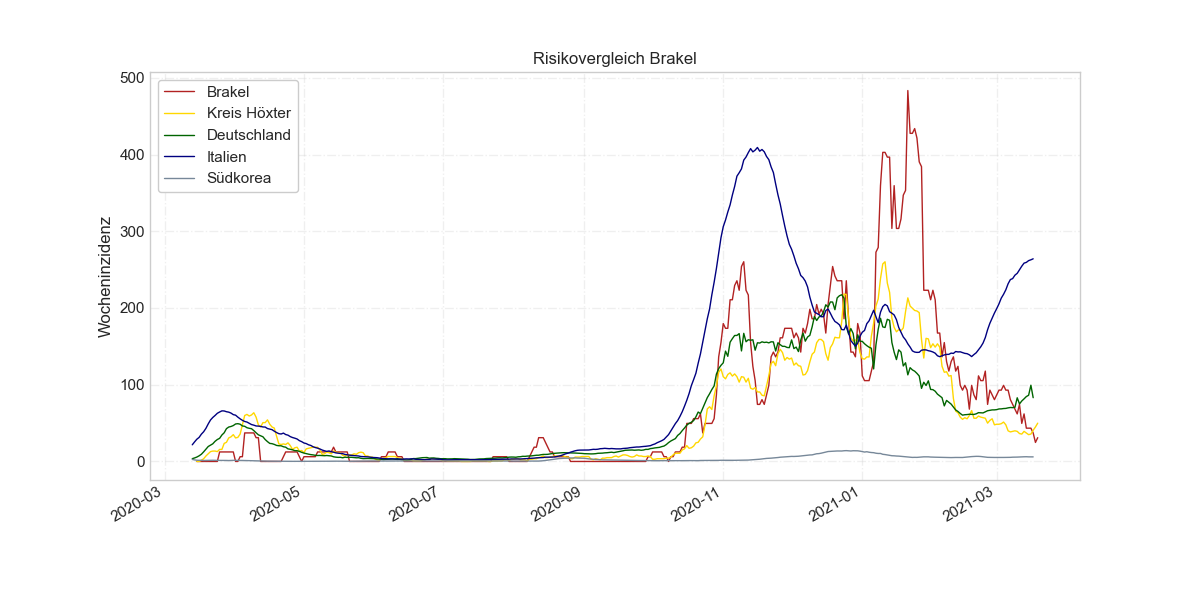 Risikovergleich Brakel
Wocheninzidenz
500
400
300
200
100
0
Brakel
Kreis Höxter
Deutschland
Italien
Südkorea
2020-03
2020-05
2020-07
2020-09
2020-11
2021-01
2021-03